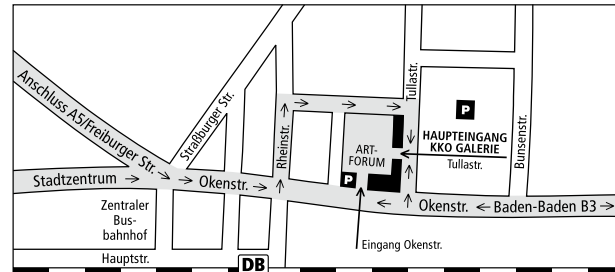 Anschluss A5/Freiburger Str.
Straßburger Str.
Rheinstr.
Tullastr.
Bunsenstr.
P
HAUPTEINGANG
KKO GALERIE
Tullastr.
ART-
FORUM
P
Stadtzentrum
Okenstr.
Okenstr.
Baden-Baden B3
Zentraler
Bus-
bahnhof
Eingang Okenstr.
Hauptstr.
DB